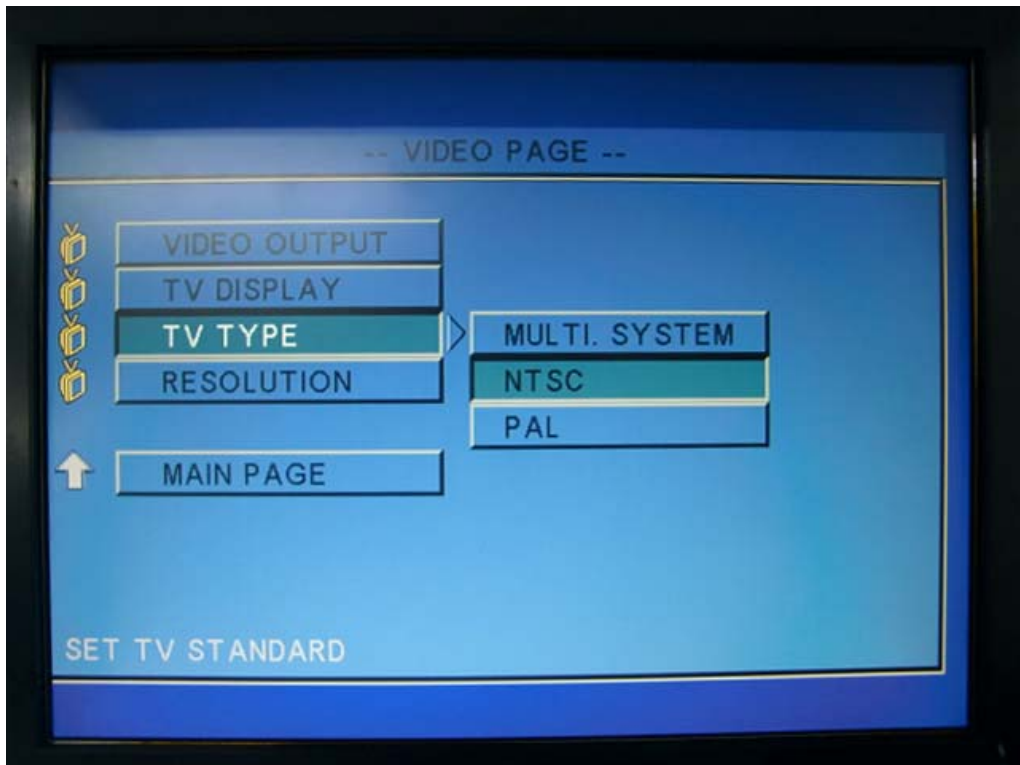 -- VIDEO PAGE --
VIDEO OUTPUT
TV DISPLAY
TV TYPE
MULTI. SYSTEM
RESOLUTION
NTSC
PAL
MAIN PAGE
SET TV STANDARD